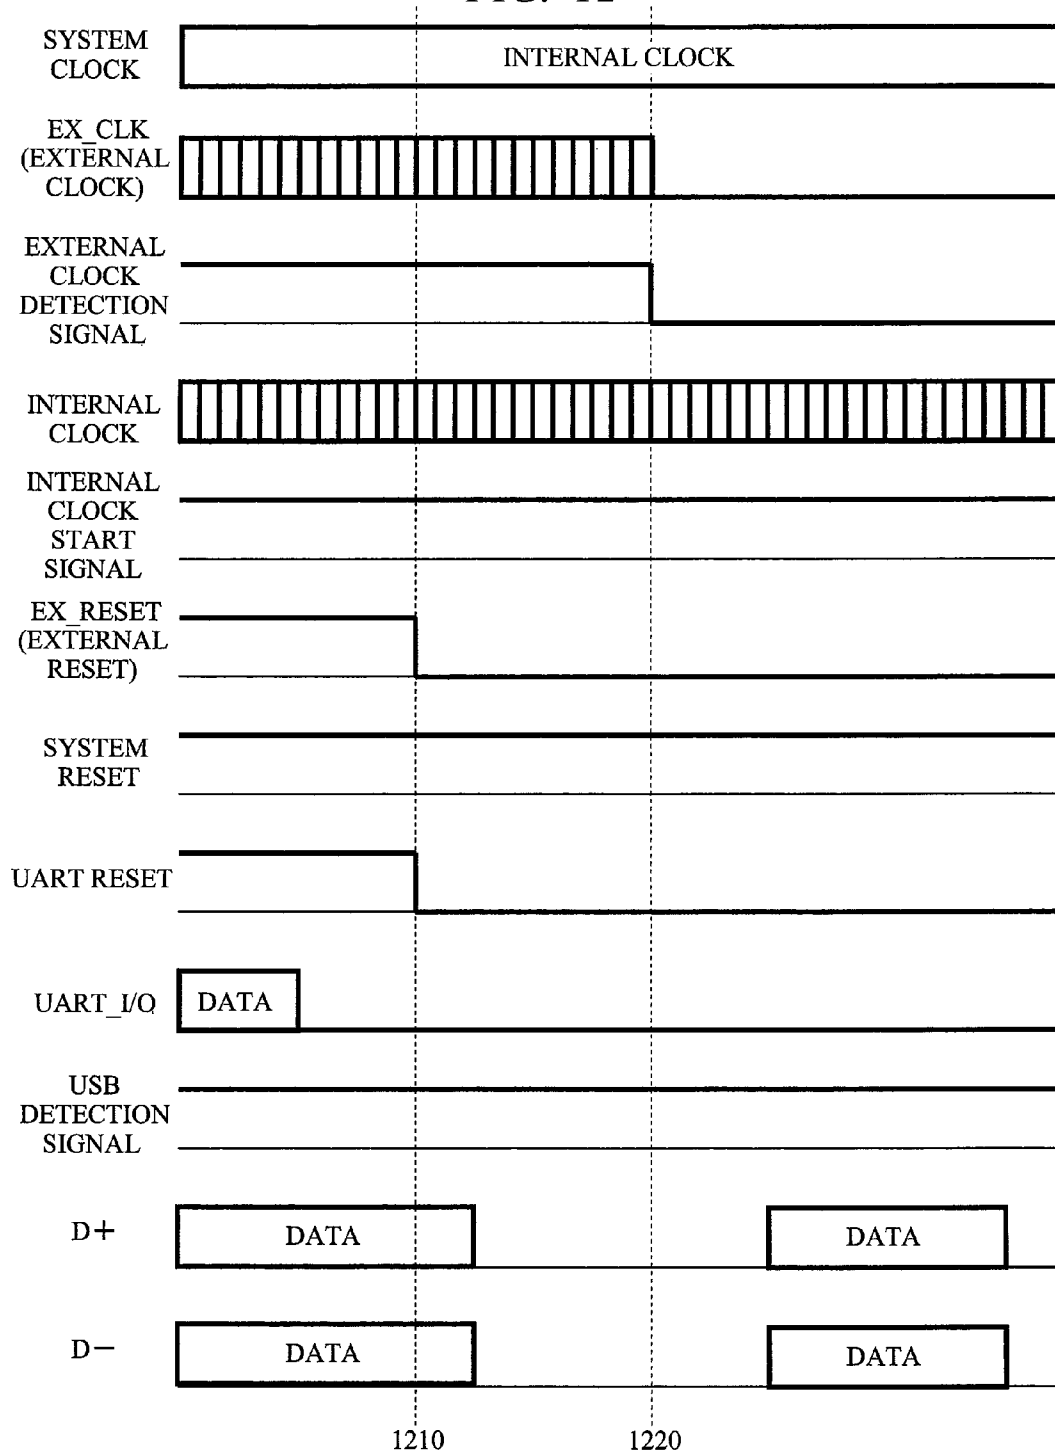 SYSTEM
CLOCK
INTERNAL CLOCK
EX_CLK
(EXTERNAL
CLOCK)
EXTERNAL
CLOCK
DETECTION
SIGNAL
INTERNAL
CLOCK
INTERNAL
CLOCK
START
SIGNAL
EX_RESET
(EXTERNAL
RESET)
SYSTEM
RESET
UART RESET
UART_I/O
DATA
USB
DETECTION
SIGNAL
D+
DATA
DATA
D−
DATA
DATA
1210
1220